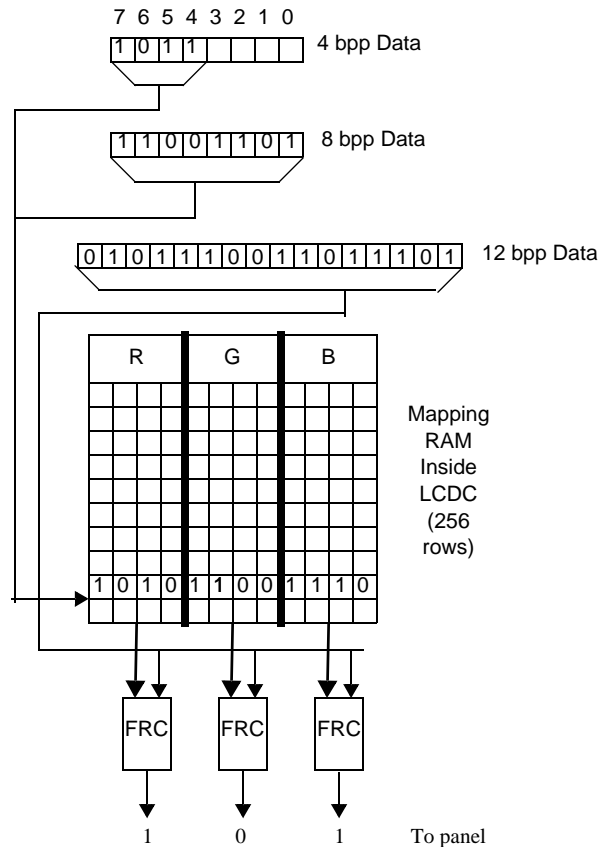 7 6 5 4 3 2 1 0
1 0 1 1 4 bpp Data
1 1 0 0 1 1 0 1 8 bpp Data
0 1 0 1 1 1 0 0 1 1 0 1 1 1 0 1 12 bpp Data
R G B
Mapping
RAM
Inside
LCDC
(256
rows)
1 0 1 0 1 1 0 0 1 1 1 0
FRC FRC FRC
1 0 1 To panel